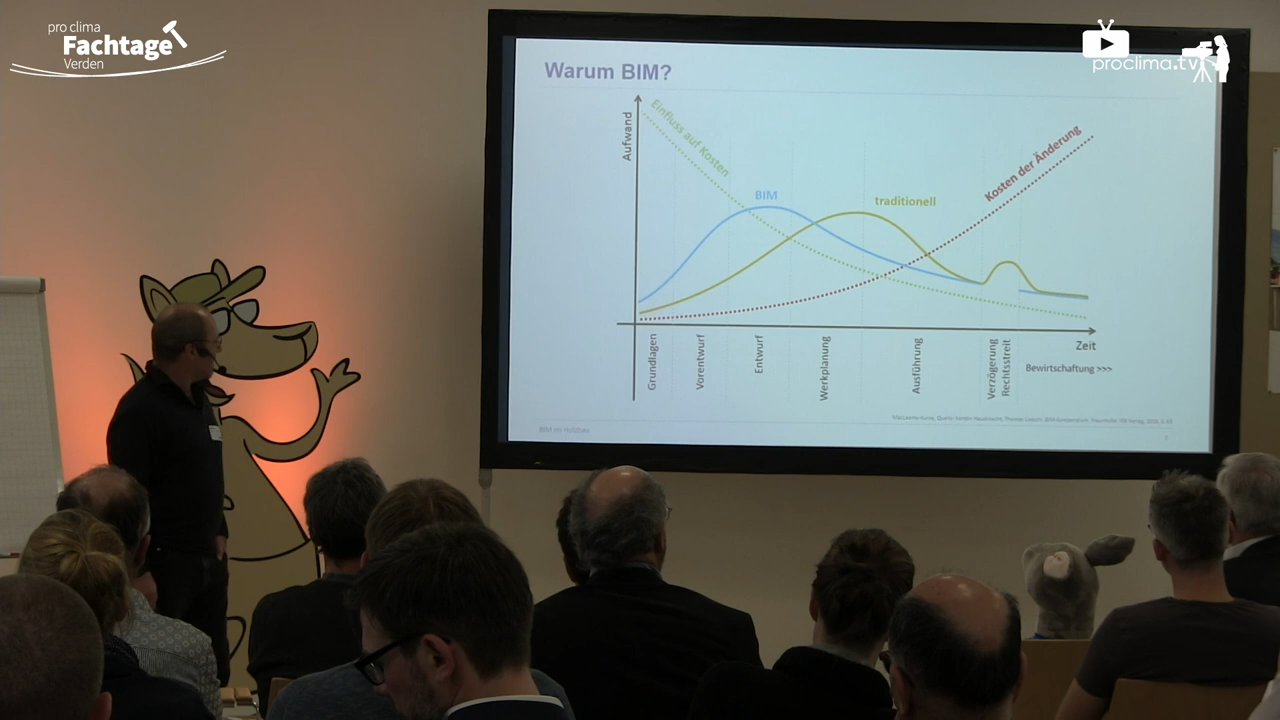 pro clima
Fachtage
Verden
proclima.tv
Warum BIM?
Aufwand
Einfluss auf Kosten
BIM
traditionell
Kosten der Änderung
Zeit
Grundlagen
Vorentwurf
Entwurf
Werkplanung
Ausführung
Verzögerung
Rechtsstreit
Bewirtschaftung >>>
BIM im Holzbau